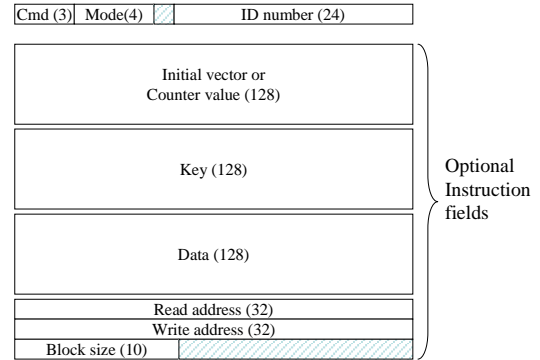 Cmd (3) Mode(4) ID number (24)
Initial vector or
Counter value (128)
Key (128)
Data (128)
Optional
Instruction
fields
Read address (32)
Write address (32)
Block size (10)